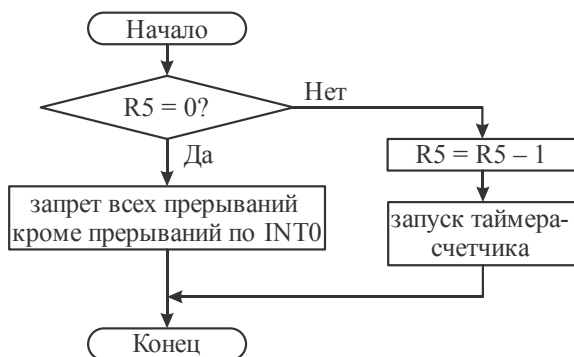 Начало
R5 = 0?
Нет
Да
R5 = R5 – 1
запрет всех прерываний
кроме прерываний по INT0
запуск таймера-
счетчика
Конец